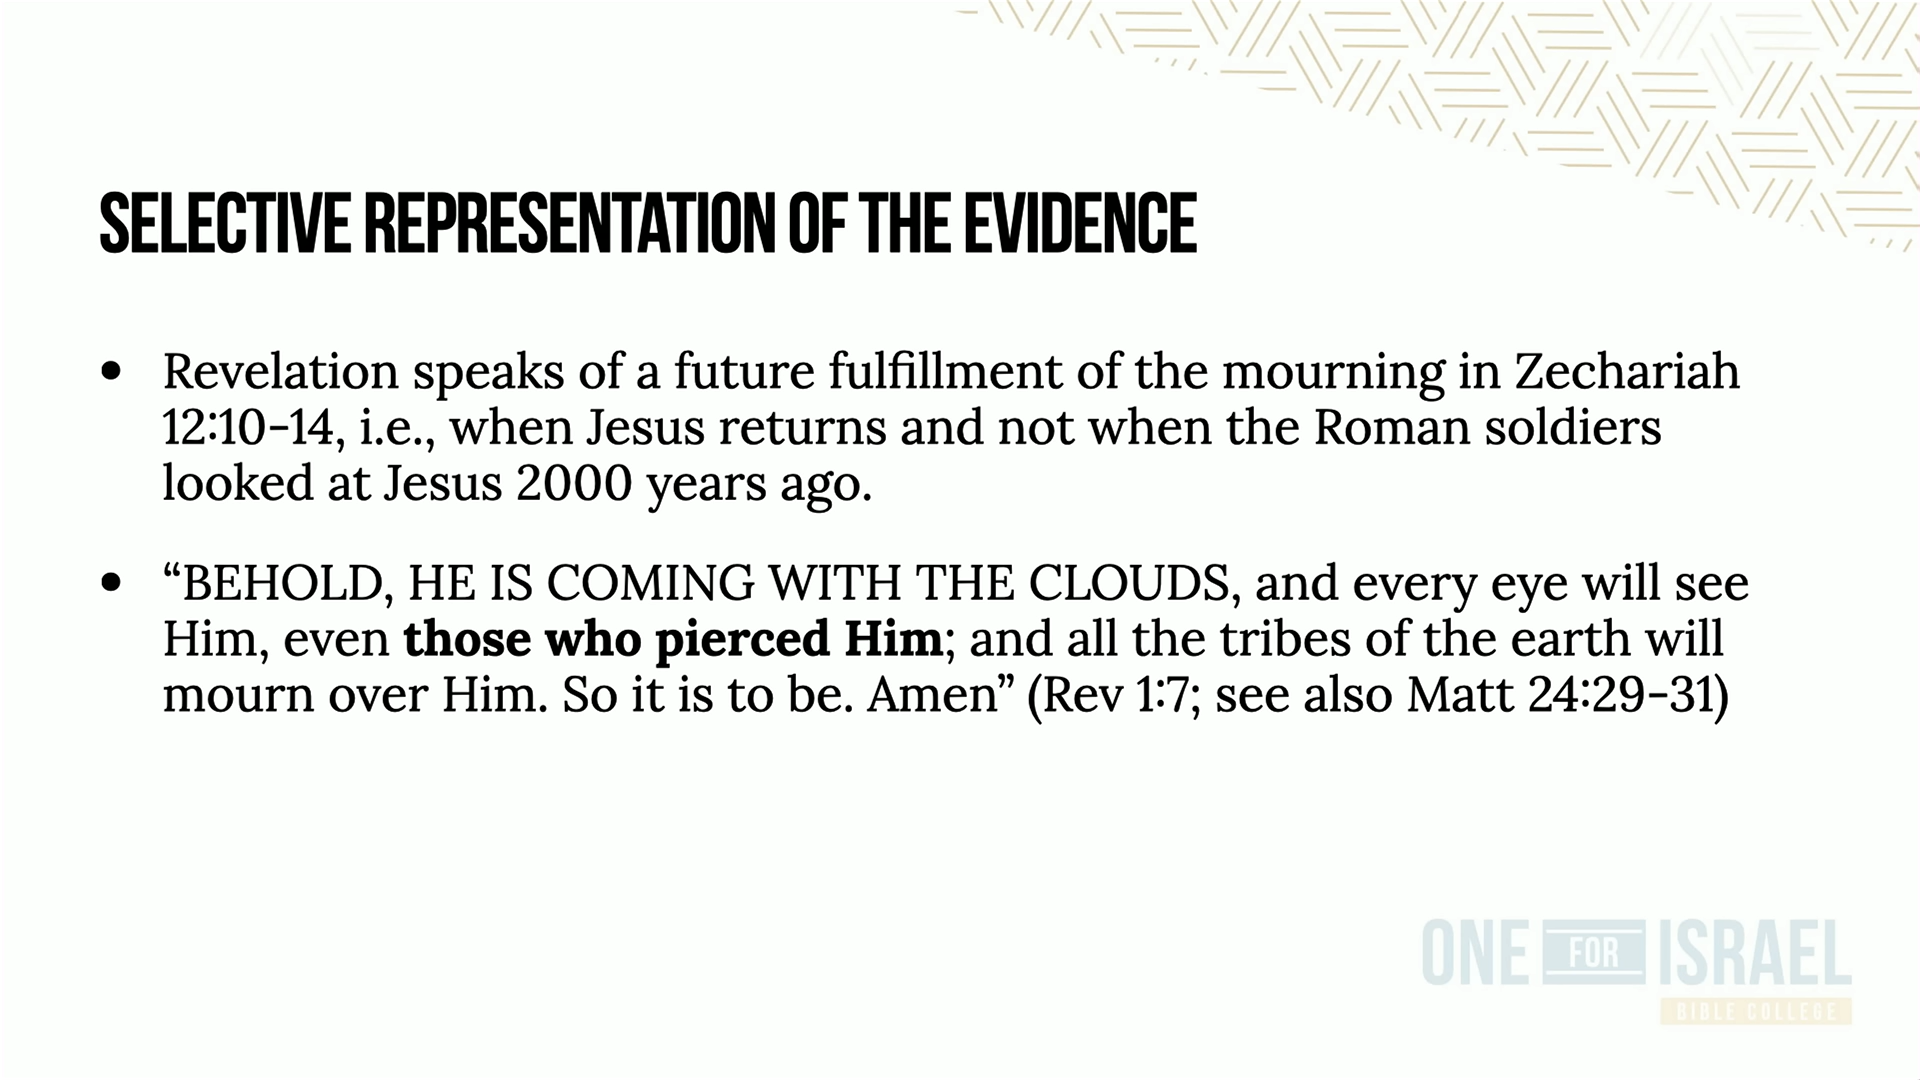 SELECTIVE REPRESENTATION OF THE EVIDENCE
• Revelation speaks of a future fulfillment of the mourning in Zechariah
12:10–14, i.e., when Jesus returns and not when the Roman soldiers
looked at Jesus 2000 years ago.
• “BEHOLD, HE IS COMING WITH THE CLOUDS, and every eye will see
Him, even those who pierced Him; and all the tribes of the earth will
mourn over Him. So it is to be. Amen” (Rev 1:7; see also Matt 24:29–31)
ONE FOR ISRAEL
BIBLE COLLEGE